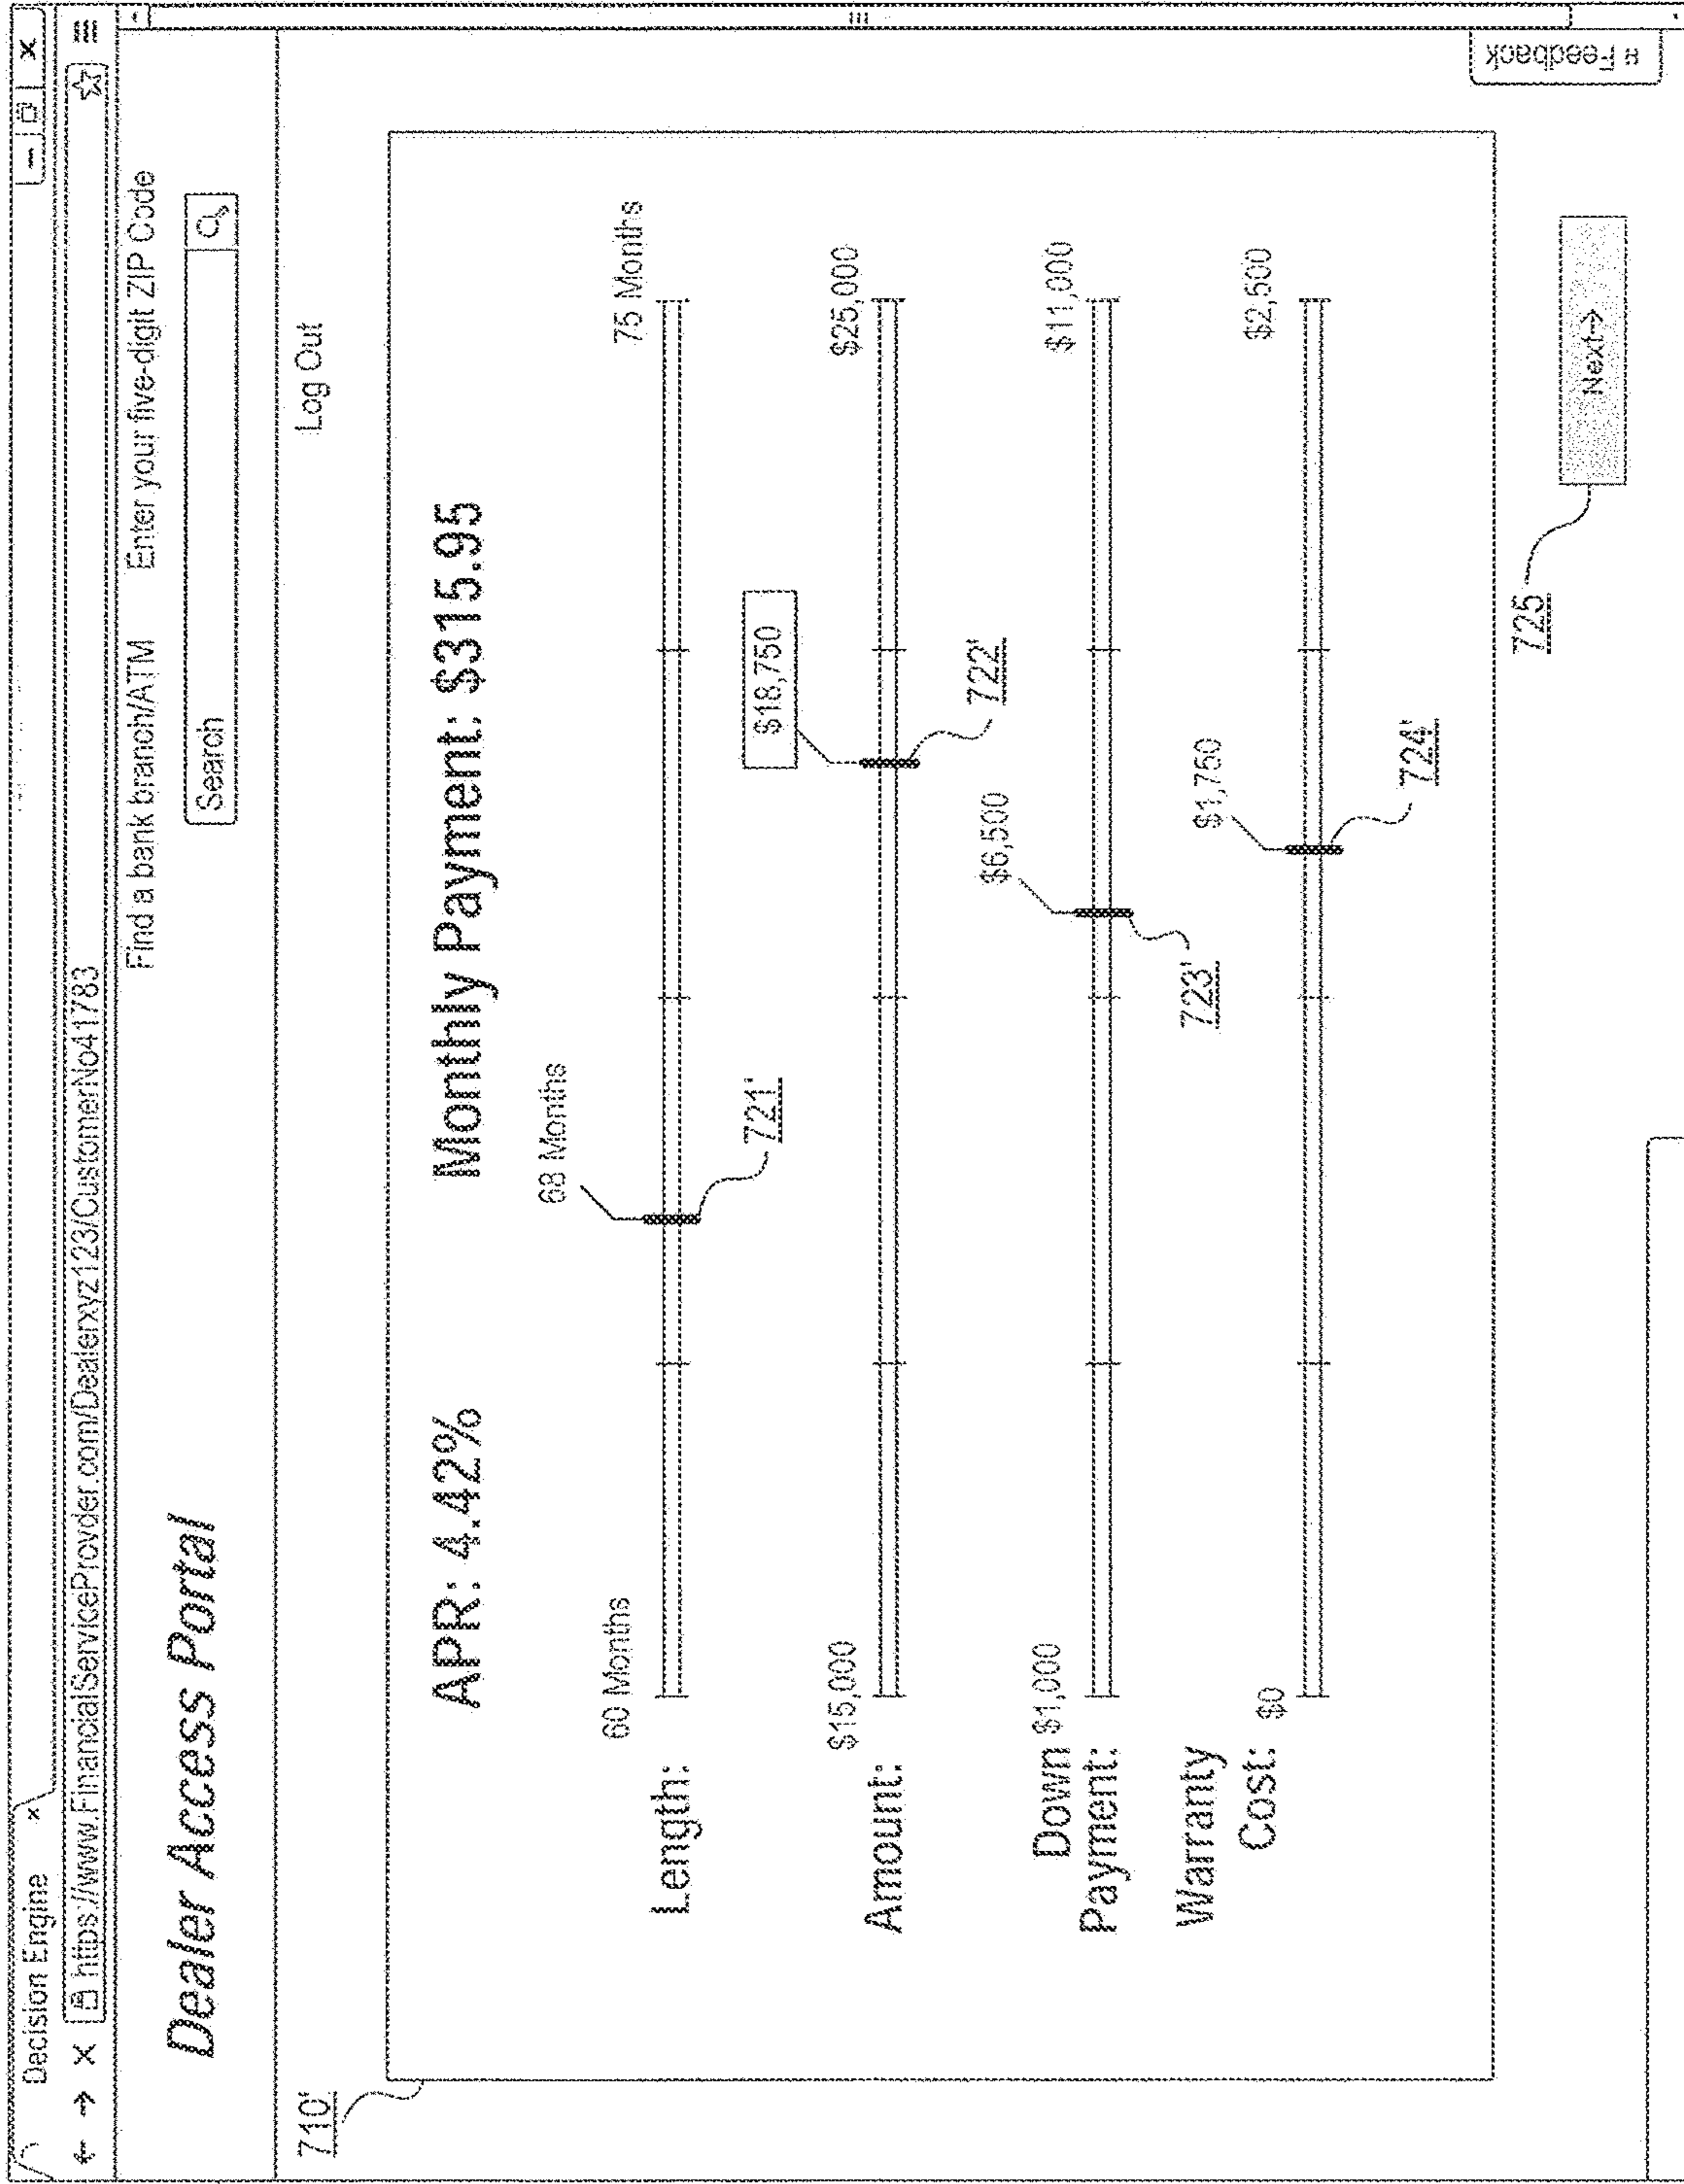 Decision Engine x
https://www.FinancialServiceProvder.com/Dealerxyz123/CustomerNo41783
Find a bank branch/ATM Enter your five-digit ZIP Code
Dealer Access Portal
Search
Log Out
710'
APR: 4.42% Monthly Payment: $315.95
68 Months
60 Months 75 Months
Length:
721'
$18,750
$15,000 $25,000
Amount:
722'
$6,500
Down $1,000 $11,000
Payment:
723'
Warranty
$1,750
Cost: $0 $2,500
724'
725
Next→
Feedback